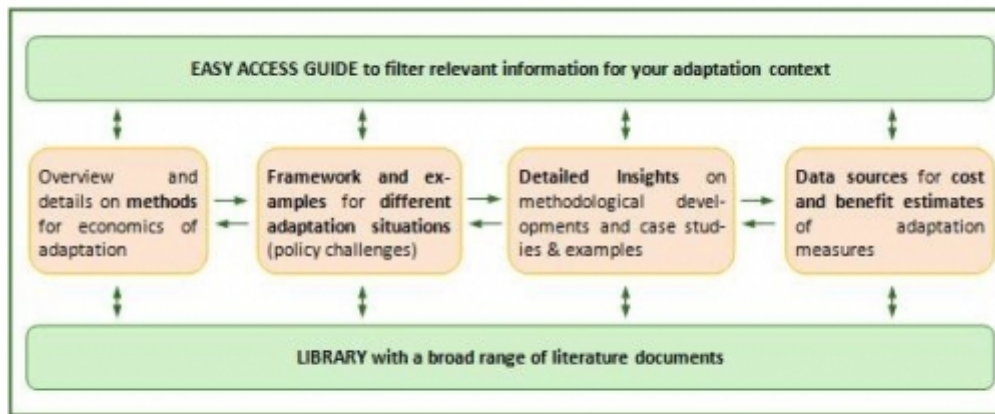 EASY ACCESS GUIDE to filter relevant information for your adaptation context
Overview and
details on methods
for economics of
adaptation
Framework and ex-
amples for different
adaptation situations
(policy challenges)
Detailed Insights on
methodological devel-
opments and case stud-
ies & examples
Data sources for cost
and benefit estimates
of adaptation
measures
LIBRARY with a broad range of literature documents